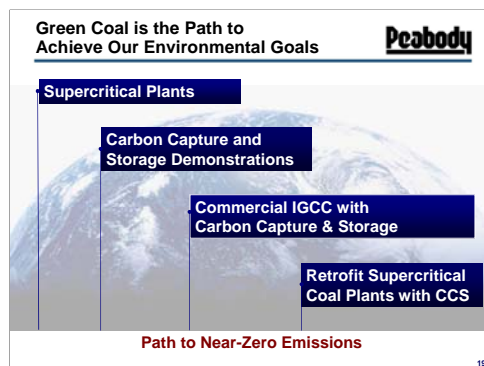 Green Coal is the Path to
Achieve Our Environmental Goals
Peabody
Supercritical Plants
Carbon Capture and
Storage Demonstrations
Commercial IGCC with
Carbon Capture & Storage
Retrofit Supercritical
Coal Plants with CCS
Path to Near-Zero Emissions